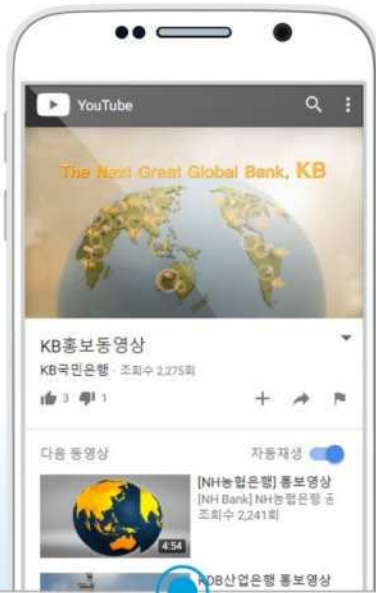 YouTube
The Next Great Global Bank, KB
KB홍보동영상
KB국민은행 · 조회수 2,275회
3 1
다음 동영상
자동재생
[NH농협은행] 홍보영상
[NH Bank] NH농협은행
조회수 2,241회
4:54
KDB산업은행 홍보영상